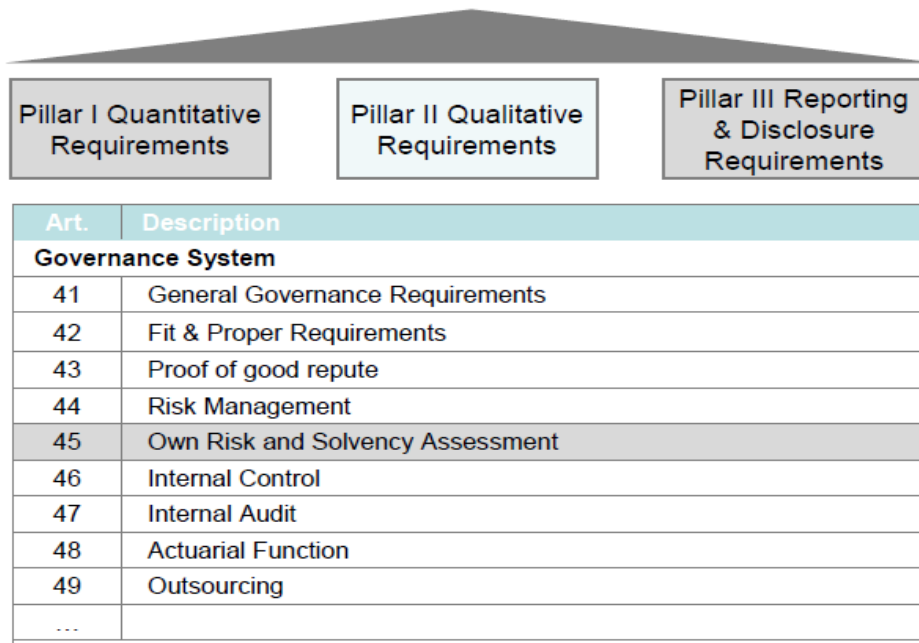 Pillar I Quantitative
Requirements
Pillar II Qualitative
Requirements
Pillar III Reporting
& Disclosure
Requirements
Art. Description
Governance System
41 General Governance Requirements
42 Fit & Proper Requirements
43 Proof of good repute
44 Risk Management
45 Own Risk and Solvency Assessment
46 Internal Control
47 Internal Audit
48 Actuarial Function
49 Outsourcing
...